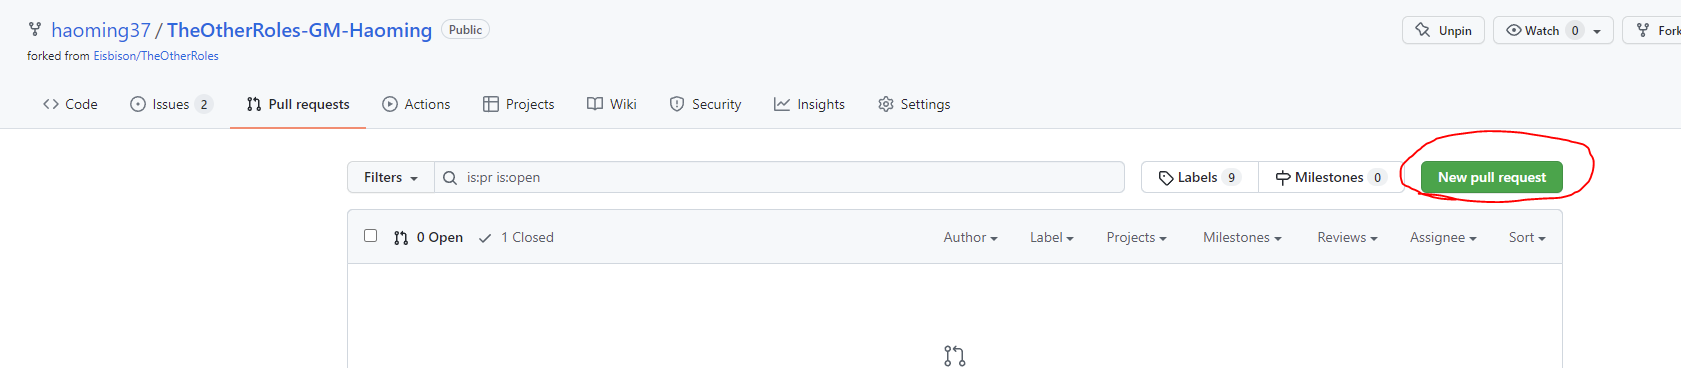 haoming37 / TheOtherRoles-GM-Haoming Public Unpin Watch 0 Fork
forked from Eisbison/TheOtherRoles
Code Issues 2 Pull requests Actions Projects Wiki Security Insights Settings
Filters is:pr is:open Labels 9 Milestones 0 New pull request
0 Open 1 Closed Author Label Projects Milestones Reviews Assignee Sort